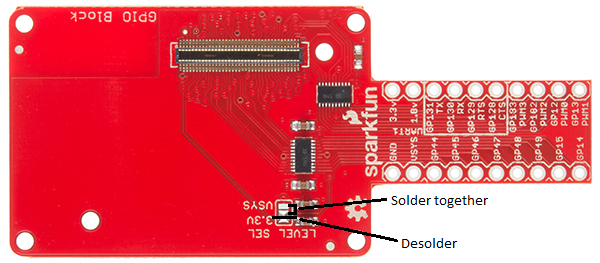 GPIO Block
sparkfun
3.3v
1.8v
GP131
TX
GP130
RX
GP129
RTS
GP128
CTS
GP183
PWM3
GP182
PWM2
GP12
PWM0
GP13
PWM1
UART1
GND
VSYS
GP44
GP45
GP46
GP47
GP48
GP49
GP15
GP14
VSYS
3.3V
LEVEL SEL
Solder together
Desolder